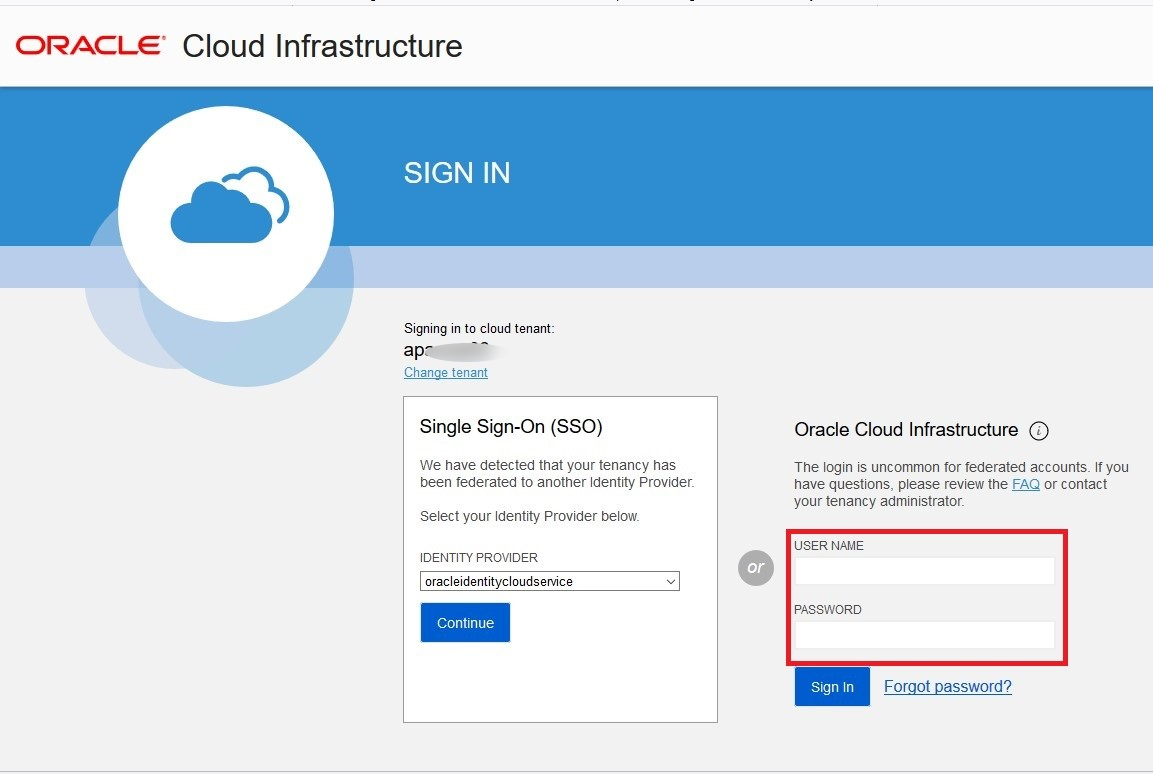 ORACLE® Cloud Infrastructure
SIGN IN
Signing in to cloud tenant:
Change tenant
Single Sign-On (SSO)
We have detected that your tenancy has
been federated to another Identity Provider.
Select your Identity Provider below.
IDENTITY PROVIDER
oracleidentitycloudservice
Continue
or
Oracle Cloud Infrastructure i
The login is uncommon for federated accounts. If you
have questions, please review the FAQ or contact
your tenancy administrator.
USER NAME
PASSWORD
Sign In Forgot password?